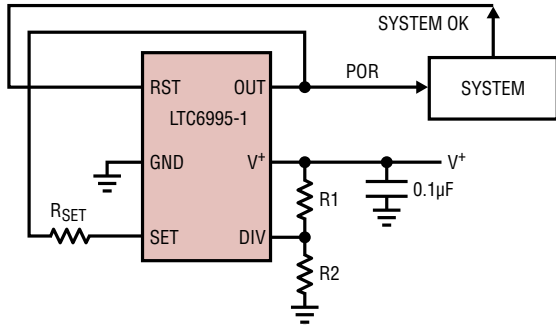 SYSTEM OK
RST
OUT
POR
SYSTEM
LTC6995-1
GND
V+
V+
0.1µF
R1
RSET
SET
DIV
R2